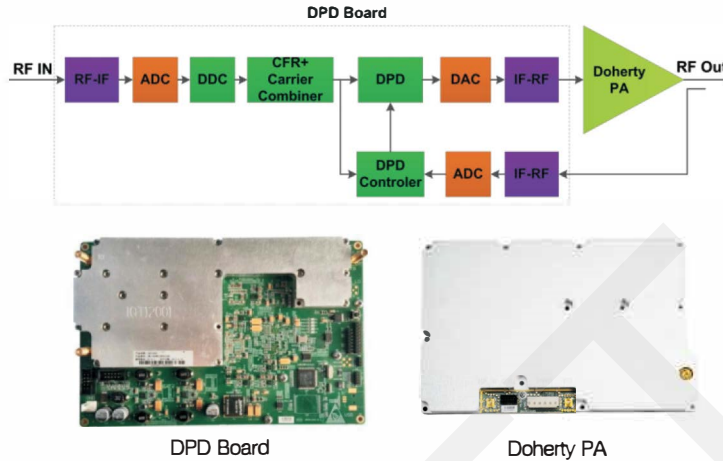 DPD Board
RF IN
RF-IF
ADC
DDC
CFR+
Carrier
Combiner
DPD
DAC
IF-RF
Doherty
PA
RF Out
DPD
Controler
ADC
IF-RF
DPD Board
Doherty PA